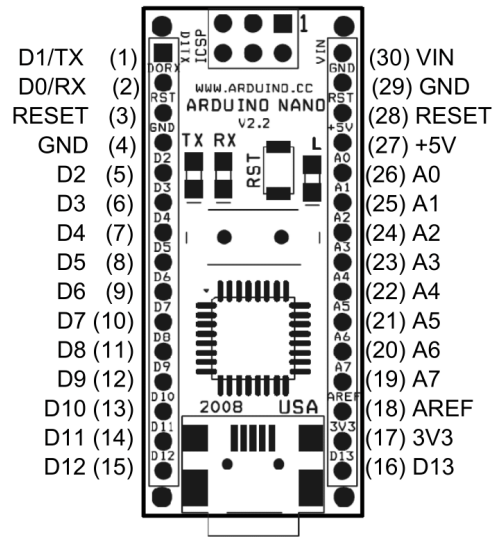 D1/TX (1)
D0/RX (2)
RESET (3)
GND (4)
D2 (5)
D3 (6)
D4 (7)
D5 (8)
D6 (9)
D7 (10)
D8 (11)
D9 (12)
D10 (13)
D11 (14)
D12 (15)
D1TX
ICSP
1
VIN
D0RX
RST
GND
D2
D3
D4
D5
D6
D7
D8
D9
D10
D11
D12
WWW.ARDUINO.CC
ARDUINO NANO
V2.2
TX RX
RST
L
2008 USA
GND
RST
+5V
A0
A1
A2
A3
A4
A5
A6
A7
AREF
3V3
D13
(30) VIN
(29) GND
(28) RESET
(27) +5V
(26) A0
(25) A1
(24) A2
(23) A3
(22) A4
(21) A5
(20) A6
(19) A7
(18) AREF
(17) 3V3
(16) D13